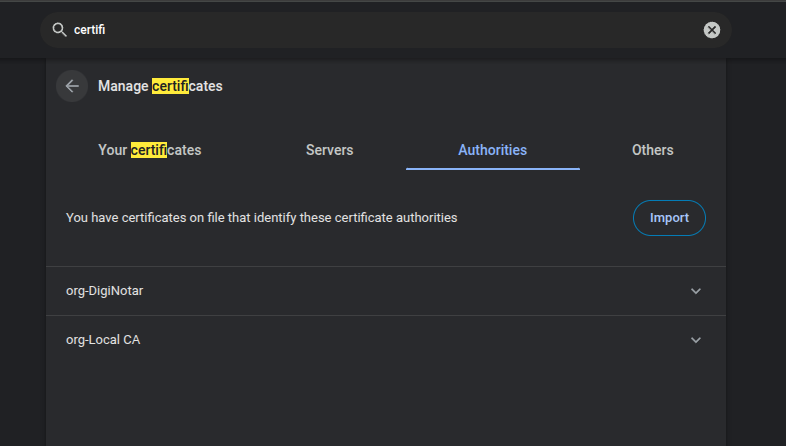 certifi
Manage certificates
Your certificates Servers Authorities Others
You have certificates on file that identify these certificate authorities Import
org-DigiNotar
org-Local CA